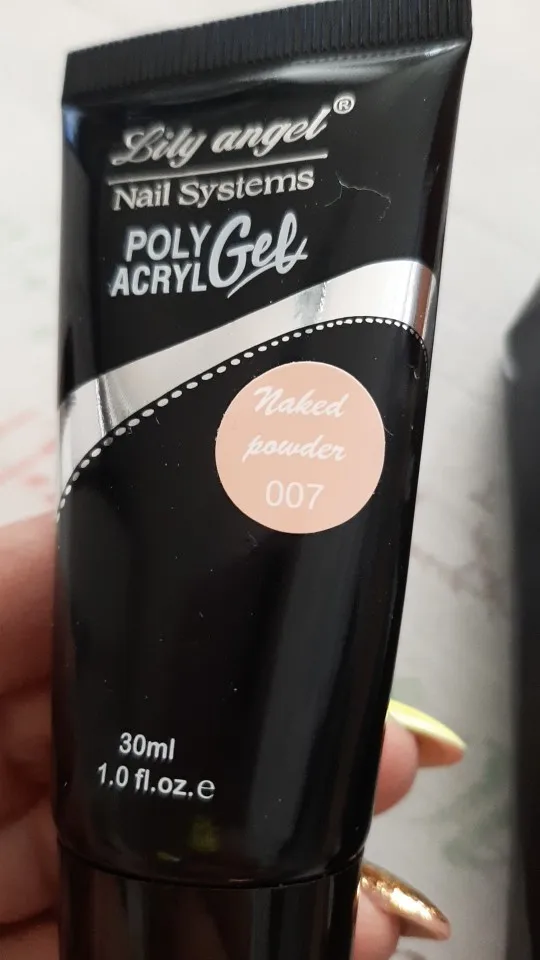 Lily angel®
Nail Systems
POLY
ACRYL Gel
Naked
powder
007
30ml
1.0 fl.oz.e